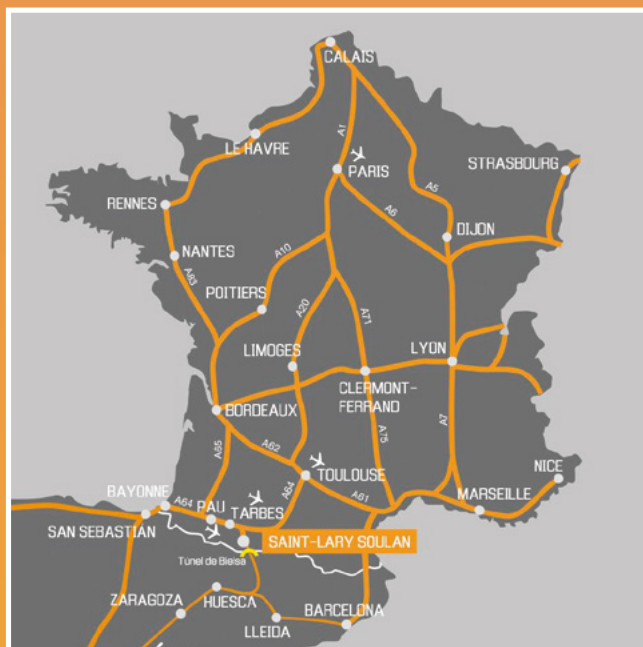 CALAIS
A1
LE HAVRE
PARIS
STRASBOURG
A5
RENNES
A6
DIJON
NANTES
A10
A83
POITIERS
A20
A71
LIMOGES
LYON
CLERMONT-
FERRAND
BORDEAUX
A75
A7
A65
A62
TOULOUSE
NICE
BAYONNE
A64
A64
A61
MARSEILLE
PAU
TARBES
SAN SEBASTIAN
SAINT-LARY SOULAN
Túnel de Bielsa
ZARAGOZA
HUESCA
BARCELONA
LLEIDA